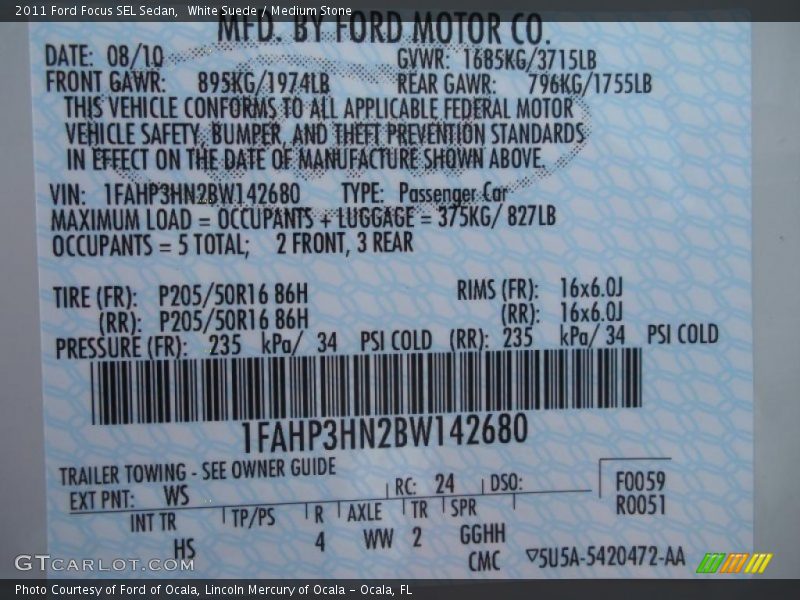 2011 Ford Focus SEL Sedan, White Suede / Medium Stone
MFD. BY FORD MOTOR CO.
DATE: 08/10 GVWR: 1685KG/3715LB
FRONT GAWR: 895KG/1974LB REAR GAWR: 796KG/1755LB
THIS VEHICLE CONFORMS TO ALL APPLICABLE FEDERAL MOTOR
VEHICLE SAFETY, BUMPER, AND THEFT PREVENTION STANDARDS
IN EFFECT ON THE DATE OF MANUFACTURE SHOWN ABOVE.
VIN: 1FAHP3HN2BW142680 TYPE: Passenger Car
MAXIMUM LOAD = OCCUPANTS + LUGGAGE = 375KG/ 827LB
OCCUPANTS = 5 TOTAL; 2 FRONT, 3 REAR
TIRE (FR): P205/50R16 86H RIMS (FR): 16x6.0J
(RR): P205/50R16 86H (RR): 16x6.0J
PRESSURE (FR): 235 kPa/ 34 PSI COLD (RR): 235 kPa/ 34 PSI COLD
1FAHP3HN2BW142680
TRAILER TOWING - SEE OWNER GUIDE
EXT PNT: WS RC: 24 DSO: F0059
R0051
INT TR TP/PS R AXLE TR SPR
HS 4 WW 2 GGHH
CMC ▽5U5A-5420472-AA
GTCARLOT.COM
Photo Courtesy of Ford of Ocala, Lincoln Mercury of Ocala – Ocala, FL